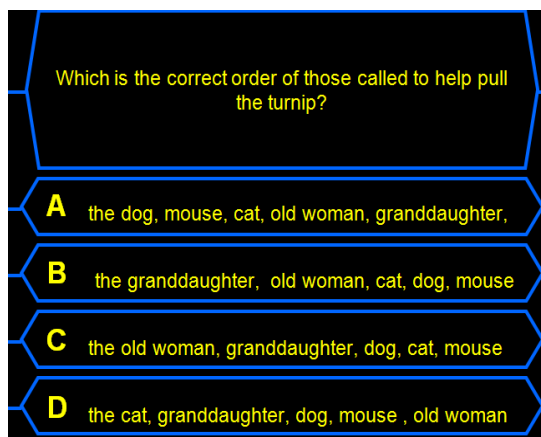 Which is the correct order of those called to help pull
the turnip?
A the dog, mouse, cat, old woman, granddaughter,
B the granddaughter, old woman, cat, dog, mouse
C the old woman, granddaughter, dog, cat, mouse
D the cat, granddaughter, dog, mouse , old woman